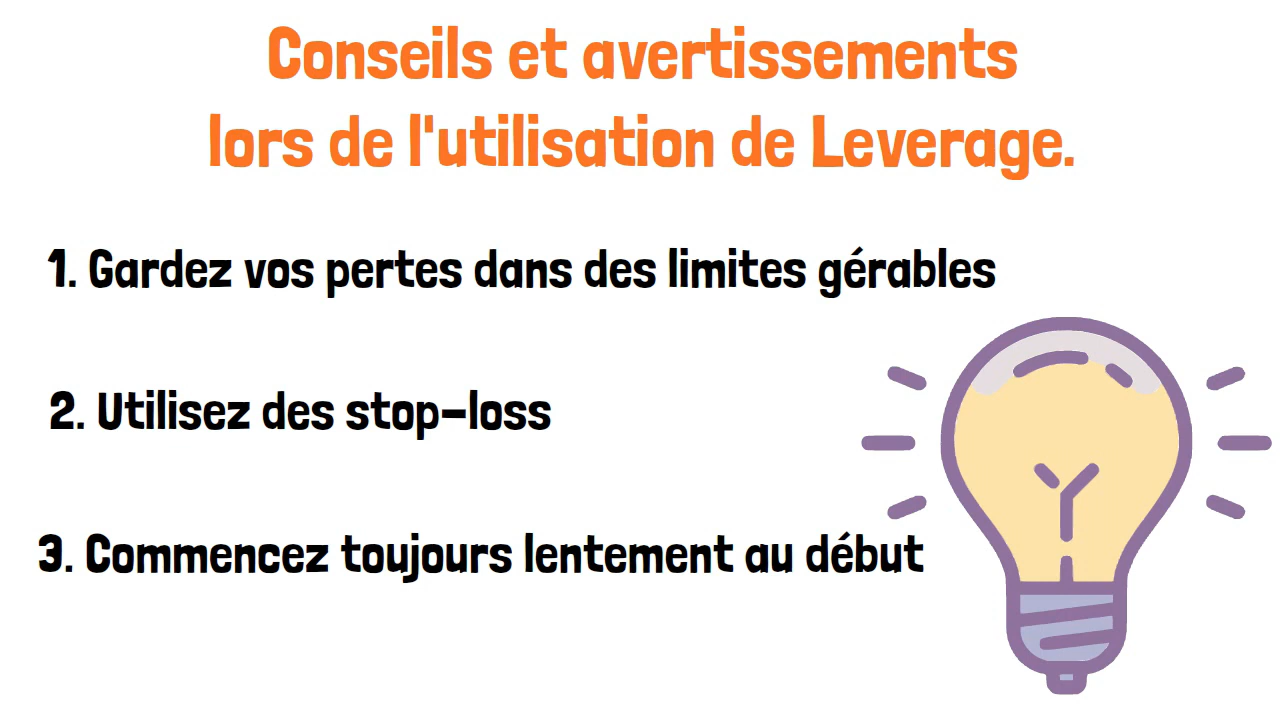 Conseils et avertissements
lors de l'utilisation de Leverage.
1. Gardez vos pertes dans des limites gérables
2. Utilisez des stop-loss
3. Commencez toujours lentement au début